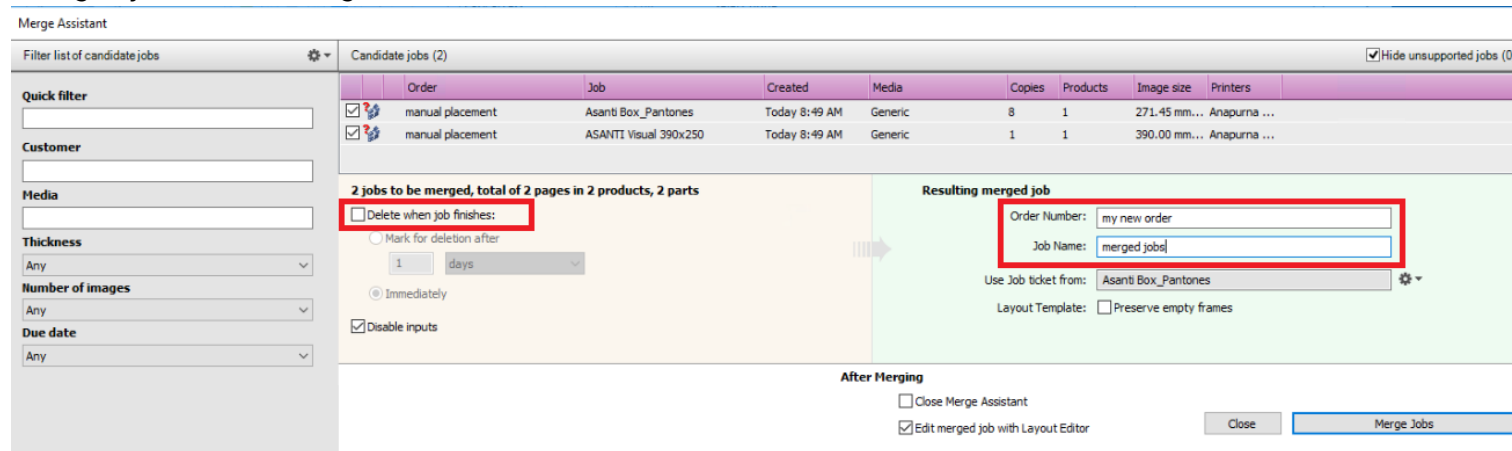 Merge Assistant
Filter list of candidate jobs
Candidate jobs (2)
Hide unsupported jobs (0
Quick filter
Customer
Media
Thickness
Any
Number of images
Any
Due date
Any
Order Job Created Media Copies Products Image size Printers
manual placement Asanti Box_Pantones Today 8:49 AM Generic 8 1 271.45 mm... Anapurna ...
manual placement ASANTI Visual 390x250 Today 8:49 AM Generic 1 1 390.00 mm... Anapurna ...
2 jobs to be merged, total of 2 pages in 2 products, 2 parts
Delete when job finishes:
Mark for deletion after
1 days
Immediately
Disable inputs
Resulting merged job
Order Number: my new order
Job Name: merged jobs
Use Job ticket from: Asanti Box_Pantones
Layout Template: Preserve empty frames
After Merging
Close Merge Assistant
Edit merged job with Layout Editor
Close
Merge Jobs